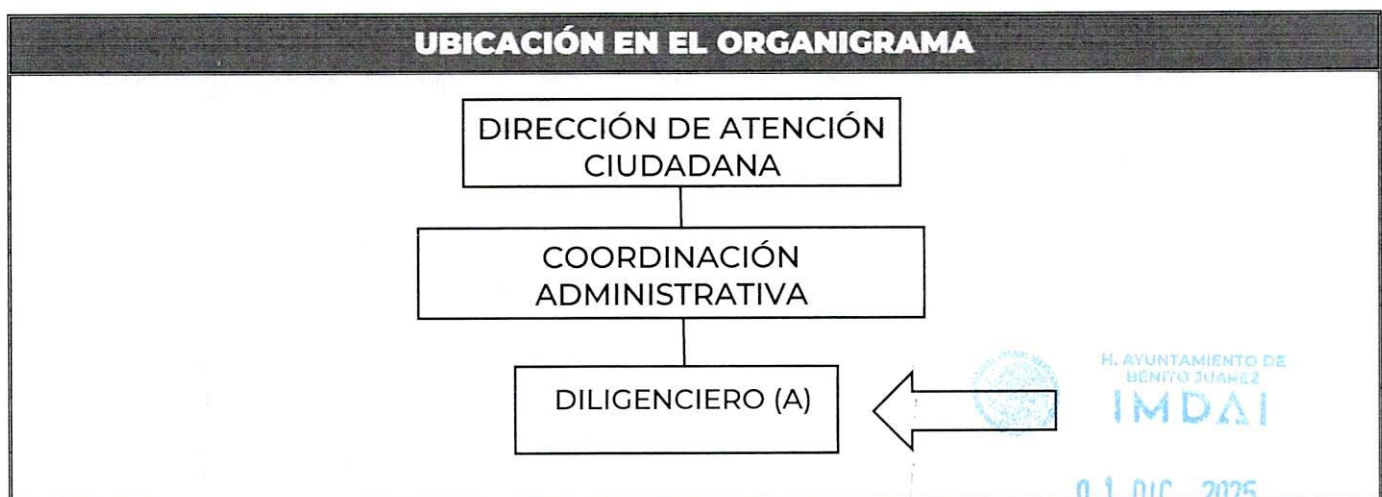 UBICACIÓN EN EL ORGANIGRAMA
DIRECCIÓN DE ATENCIÓN
CIUDADANA
COORDINACIÓN
ADMINISTRATIVA
DILIGENCIERO (A)
H. AYUNTAMIENTO DE
BENITO JUAREZ
IMDAI
01 DIC 2025